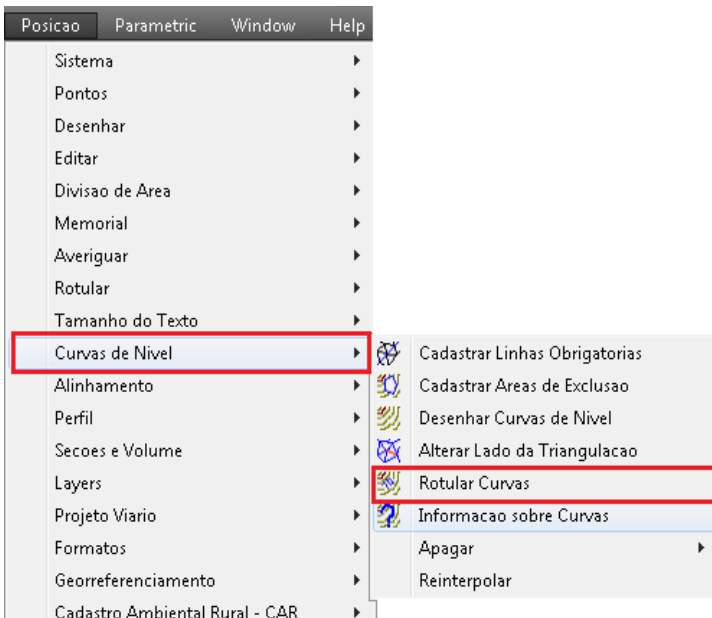 Posicao Parametric Window Help
Sistema
Pontos
Desenhar
Editar
Divisao de Area
Memorial
Averiguar
Rotular
Tamanho do Texto
Curvas de Nivel
Alinhamento
Perfil
Secoes e Volume
Layers
Projeto Viario
Formatos
Georreferenciamento
Cadastro Ambiental Rural - CAR
Cadastrar Linhas Obrigatorias
Cadastrar Areas de Exclusao
Desenhar Curvas de Nivel
Alterar Lado da Triangulacao
Rotular Curvas
Informacao sobre Curvas
Apagar
Reinterpolar